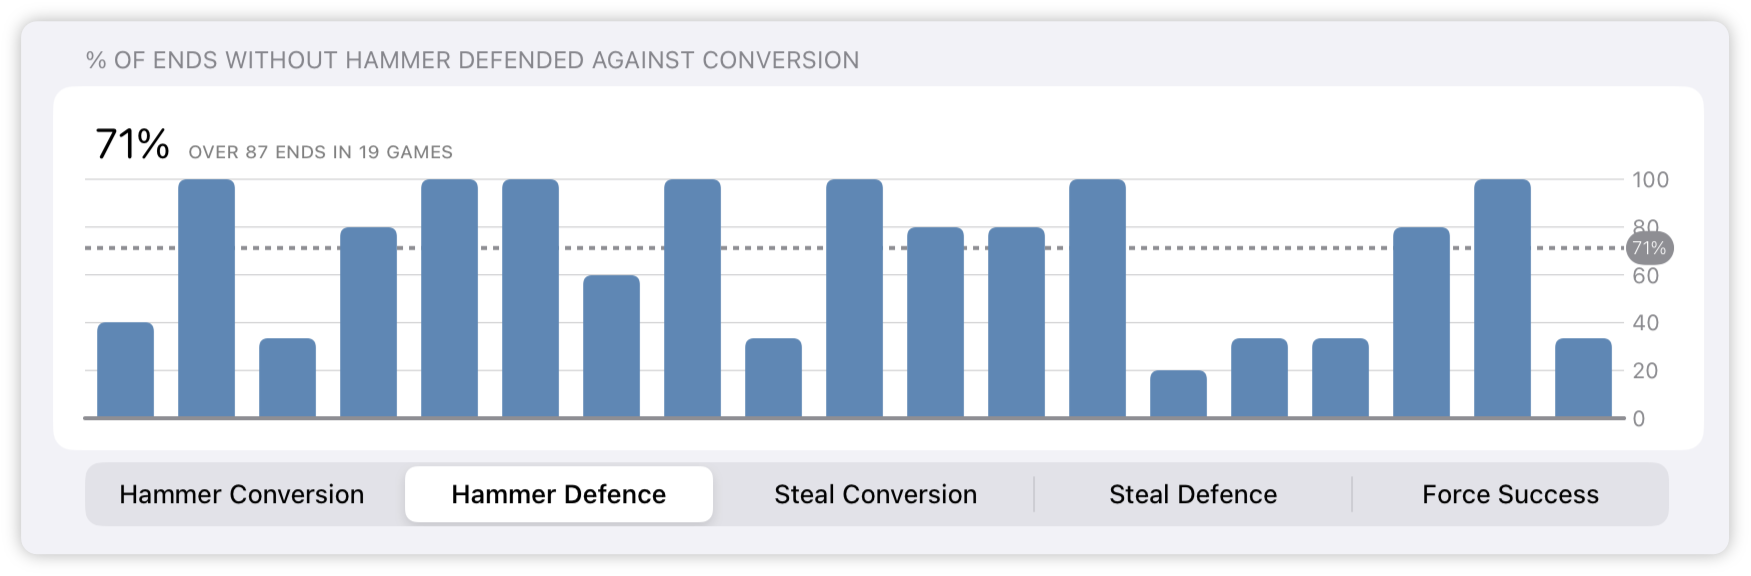 % OF ENDS WITHOUT HAMMER DEFENDED AGAINST CONVERSION
71% OVER 87 ENDS IN 19 GAMES
100
80
71%
60
40
20
0
Hammer Conversion Hammer Defence Steal Conversion Steal Defence Force Success